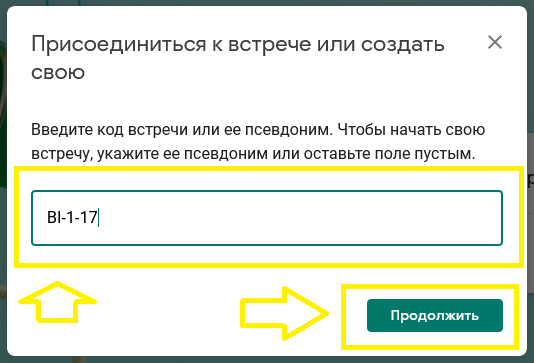 Присоединиться к встрече или создать
свою
Введите код встречи или ее псевдоним. Чтобы начать свою
встречу, укажите ее псевдоним или оставьте поле пустым.
BI-1-17
Продолжить